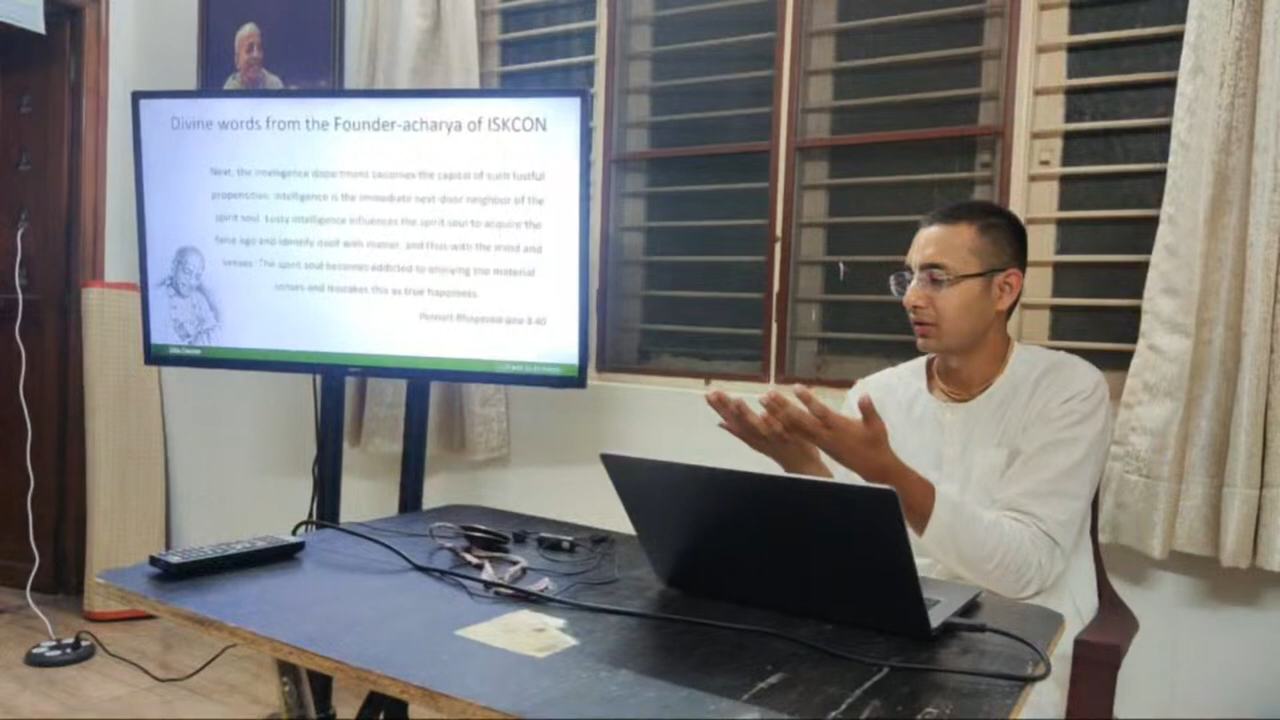 Divine words from the Founder-acharya of ISKCON
Next, the intelligence department becomes the capital of such lustful
propensities. Intelligence is the immediate next-door neighbour of the
spirit soul. Lusty intelligence influences the spirit soul to acquire the
false ego and identify itself with matter, and thus with the mind and
senses. The spirit soul becomes addicted to enjoying the material
senses and mistakes this as true happiness.
Purport Bhagavad-gita 3.40